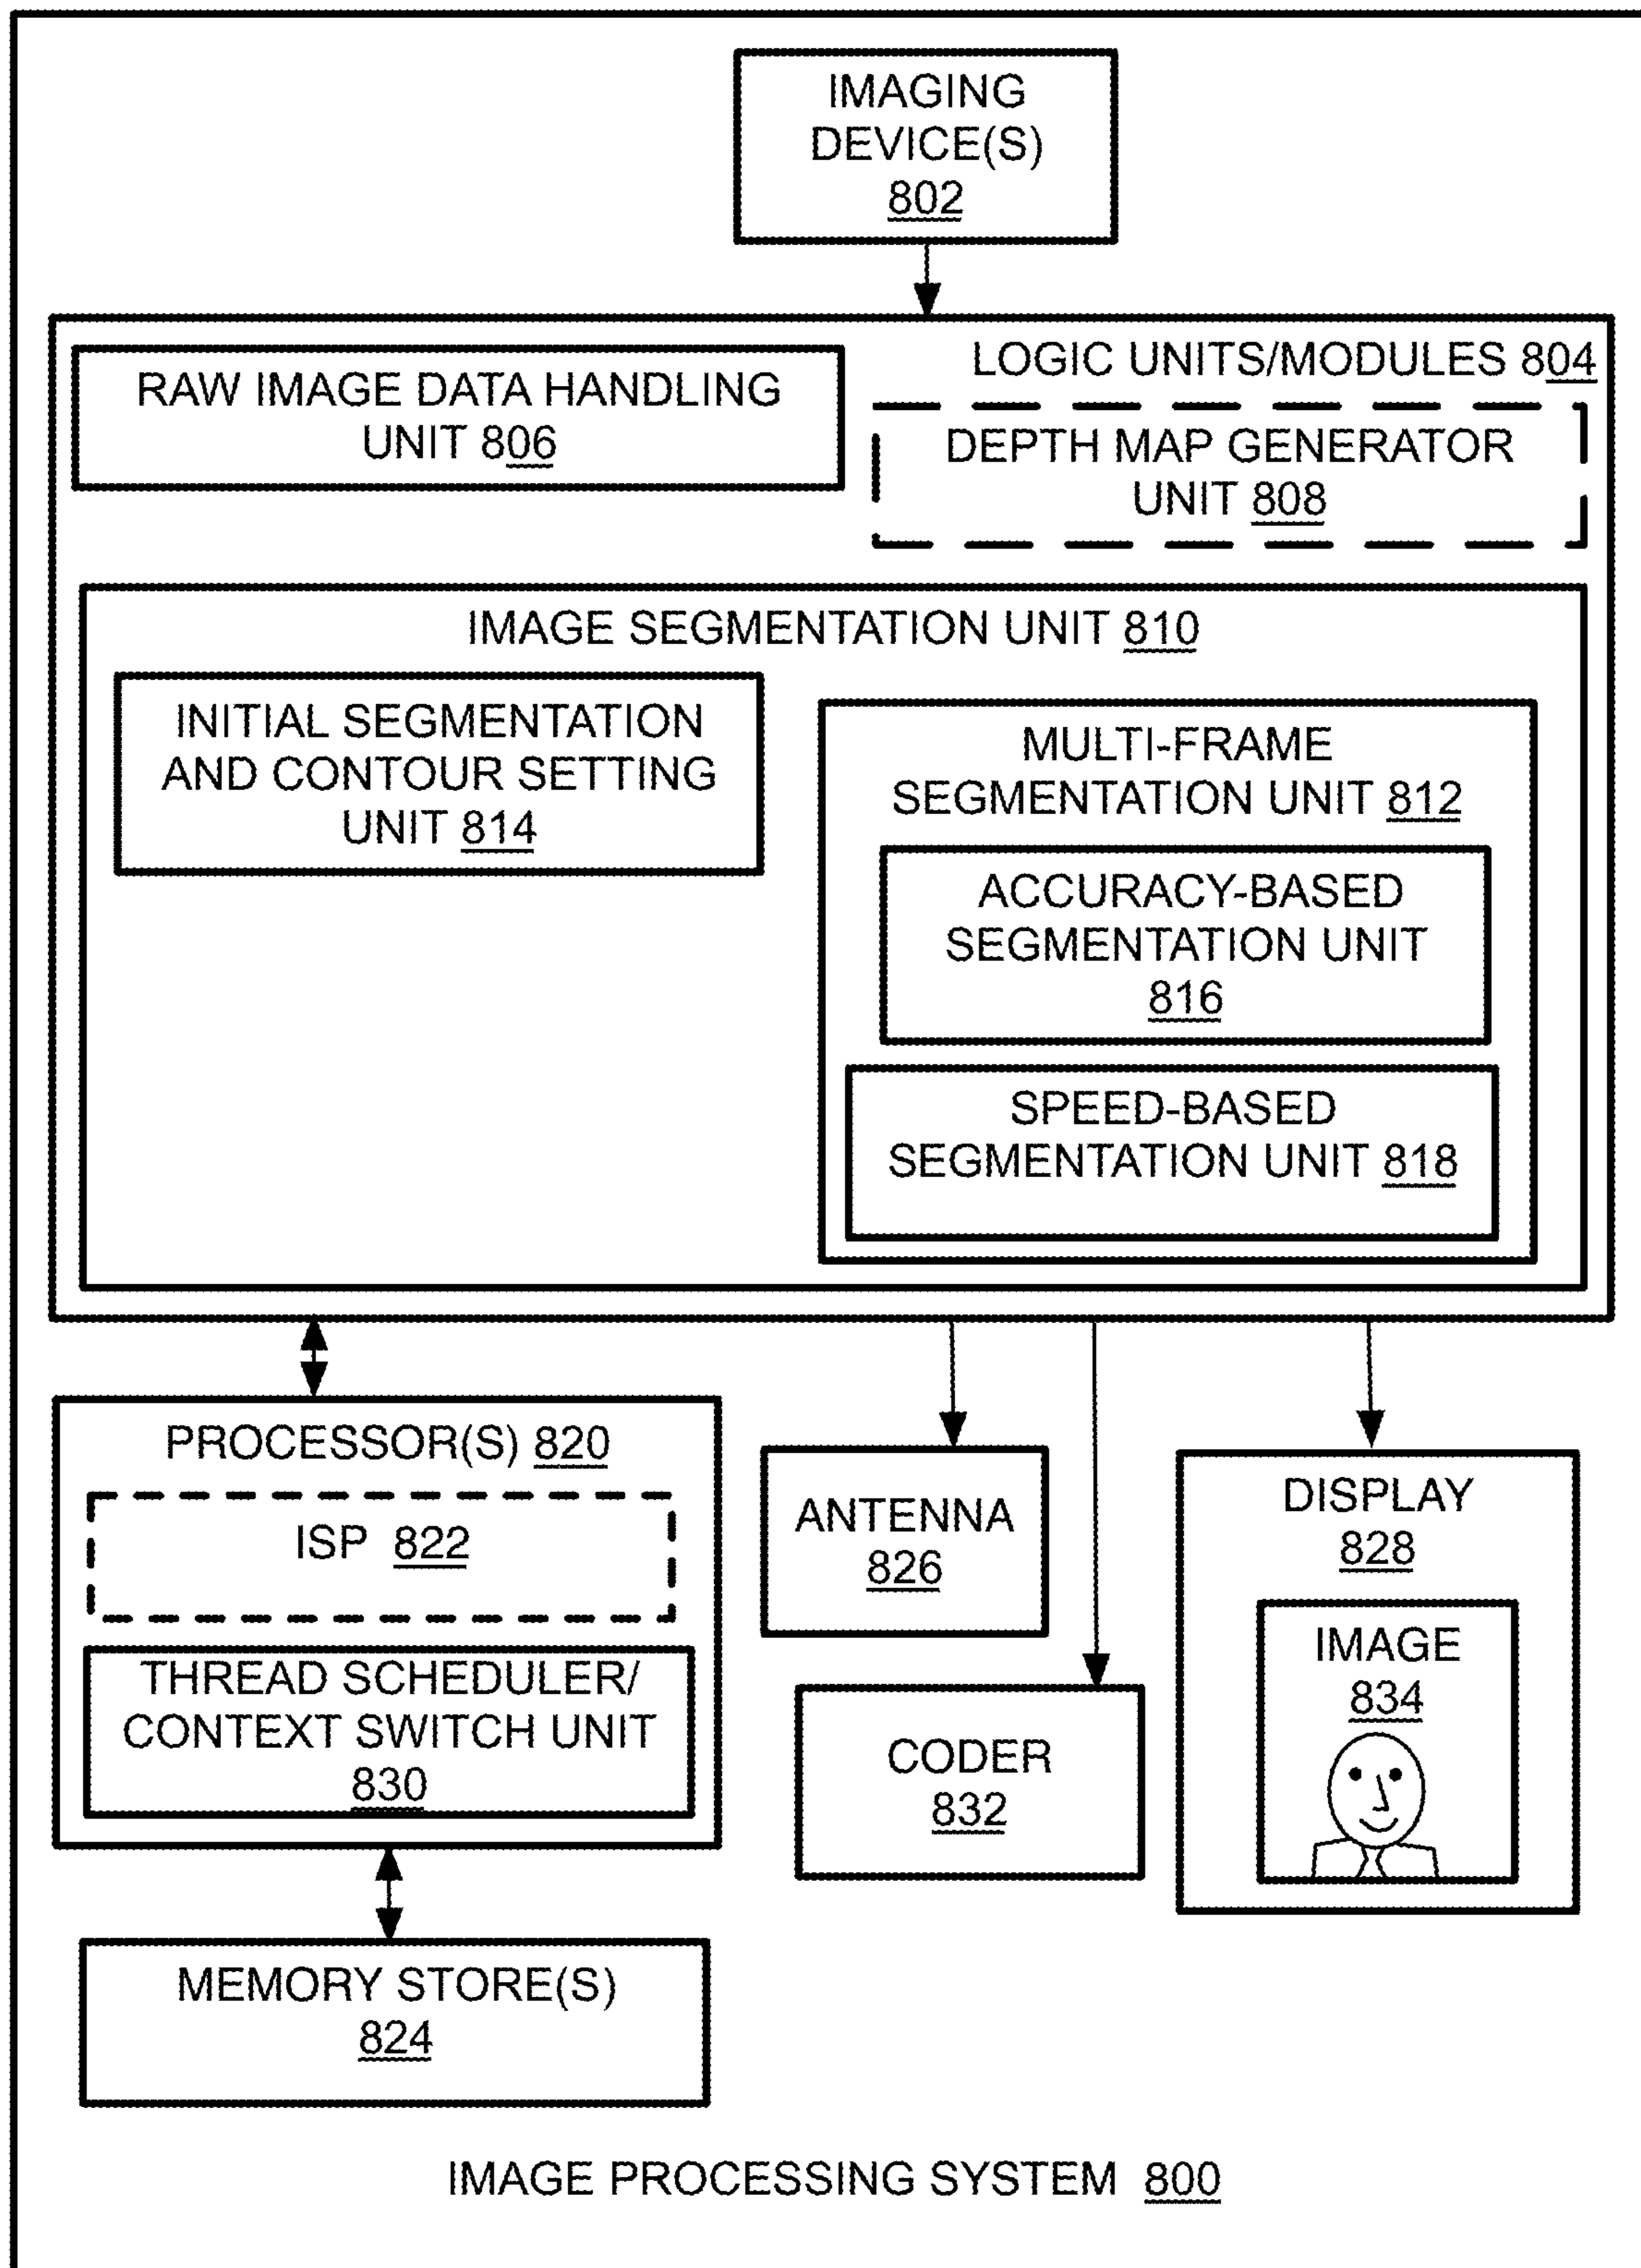 IMAGING
DEVICE(S)
802
LOGIC UNITS/MODULES 804
RAW IMAGE DATA HANDLING
UNIT 806
DEPTH MAP GENERATOR
UNIT 808
IMAGE SEGMENTATION UNIT 810
INITIAL SEGMENTATION
AND CONTOUR SETTING
UNIT 814
MULTI-FRAME
SEGMENTATION UNIT 812
ACCURACY-BASED
SEGMENTATION UNIT
816
SPEED-BASED
SEGMENTATION UNIT 818
PROCESSOR(S) 820
ISP 822
THREAD SCHEDULER/
CONTEXT SWITCH UNIT
830
ANTENNA
826
CODER
832
DISPLAY
828
IMAGE
834
MEMORY STORE(S)
824
IMAGE PROCESSING SYSTEM 800